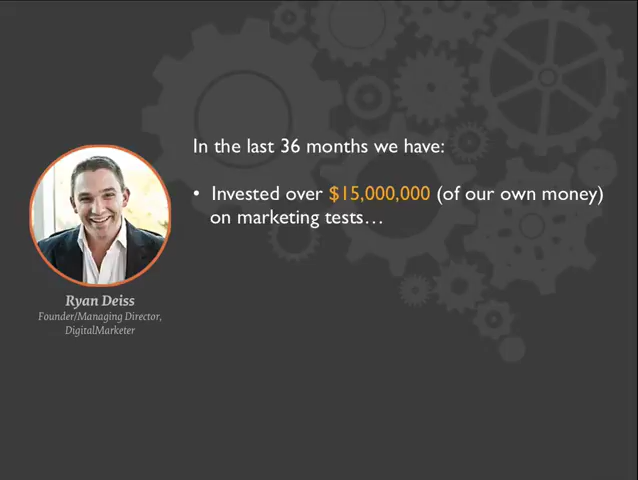 In the last 36 months we have:
• Invested over $15,000,000 (of our own money)
on marketing tests…
Ryan Deiss
Founder/Managing Director,
DigitalMarketer